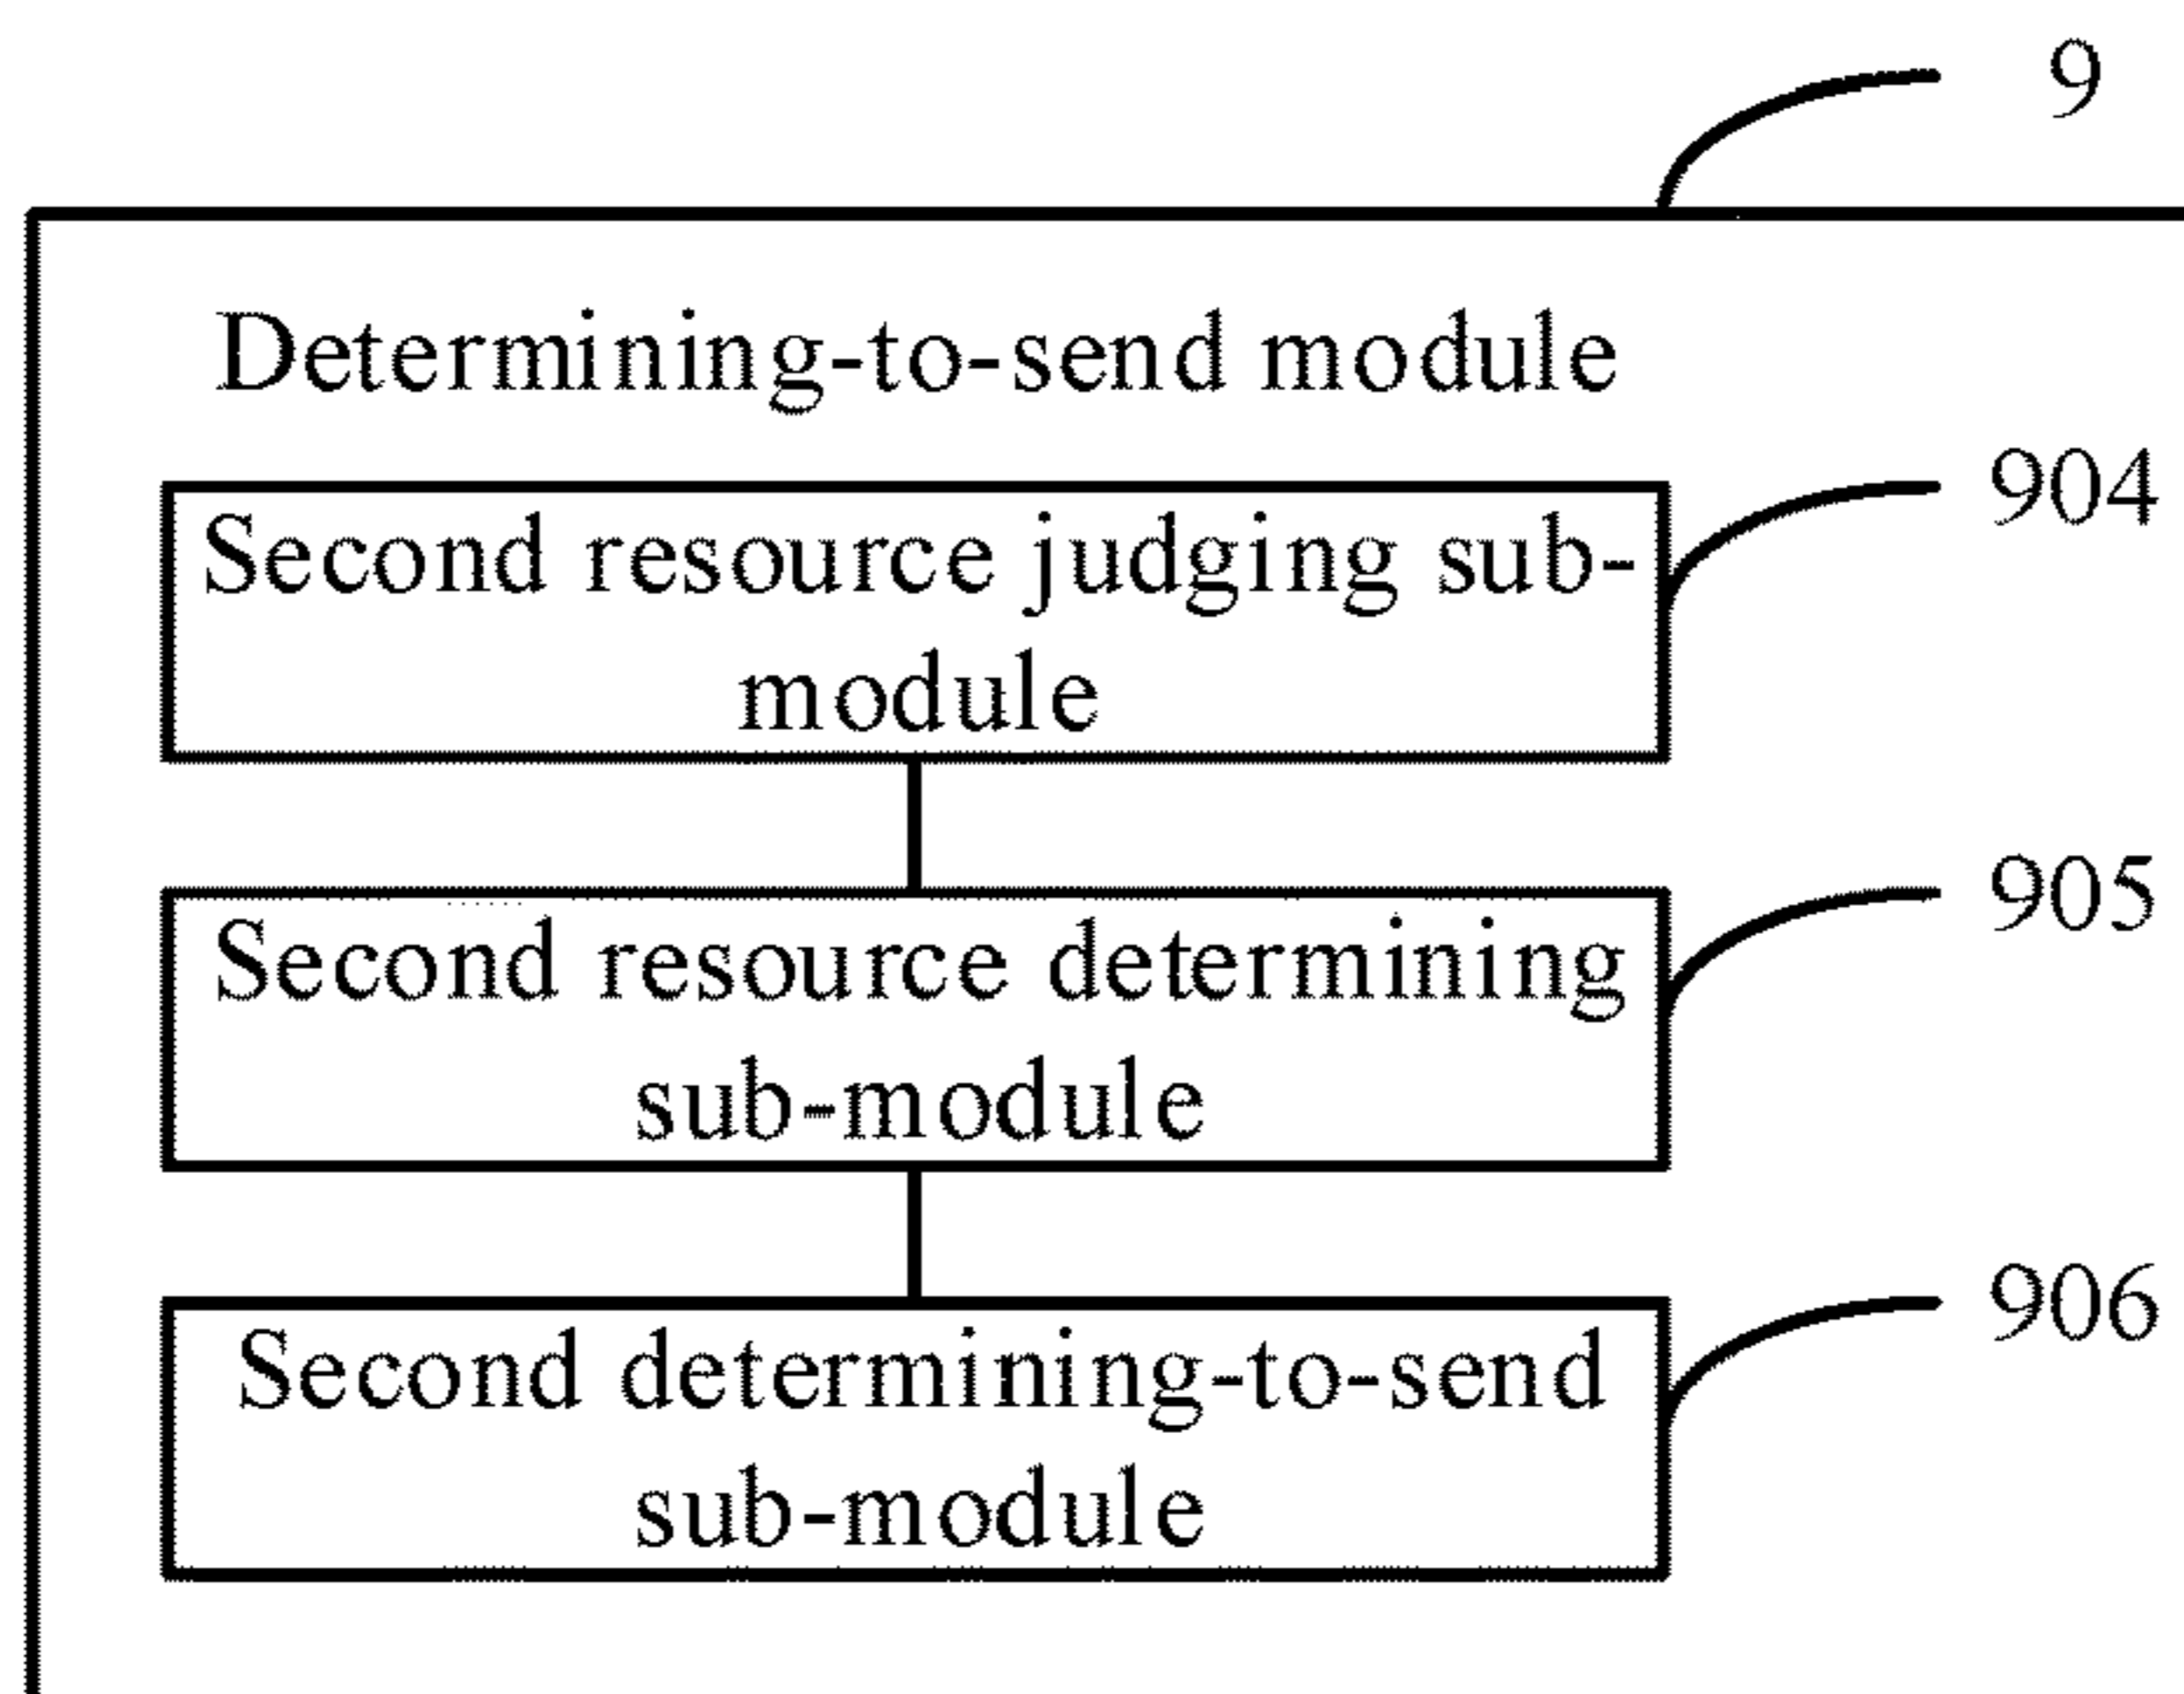 9
Determining-to-send module
904
Second resource judging sub-
module
905
Second resource determining
sub-module
906
Second determining-to-send
sub-module